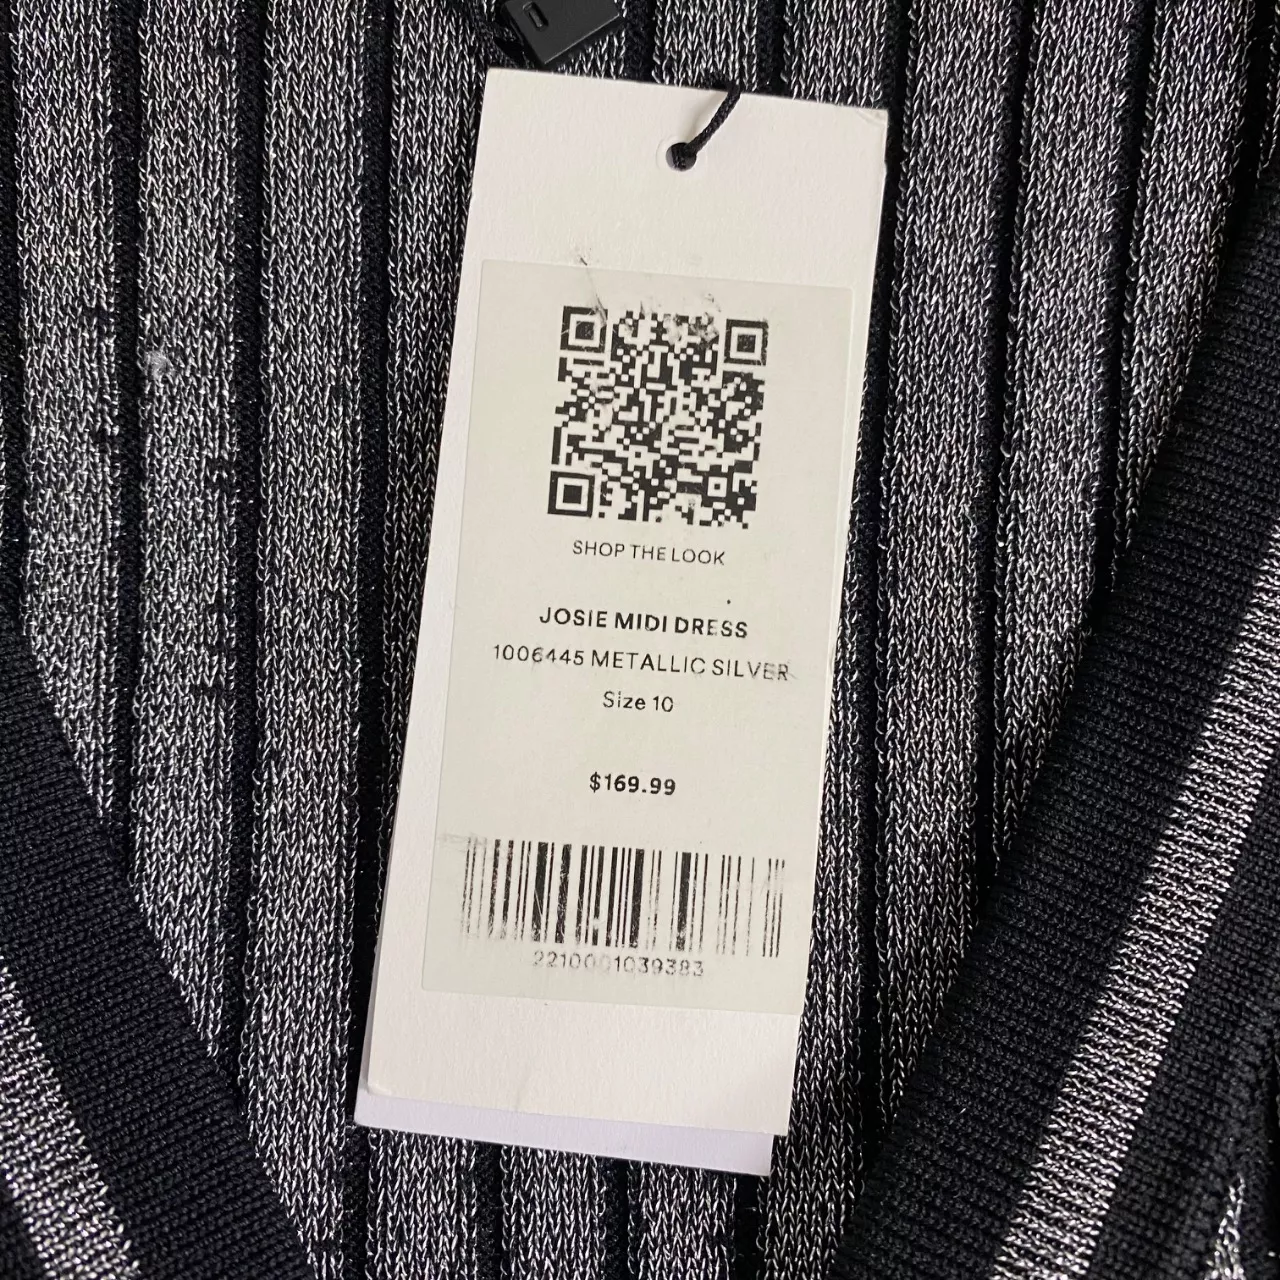 SHOP THE LOOK
JOSIE MIDI DRESS
1006445 METALLIC SILVER
Size 10
$169.99
2210001039383